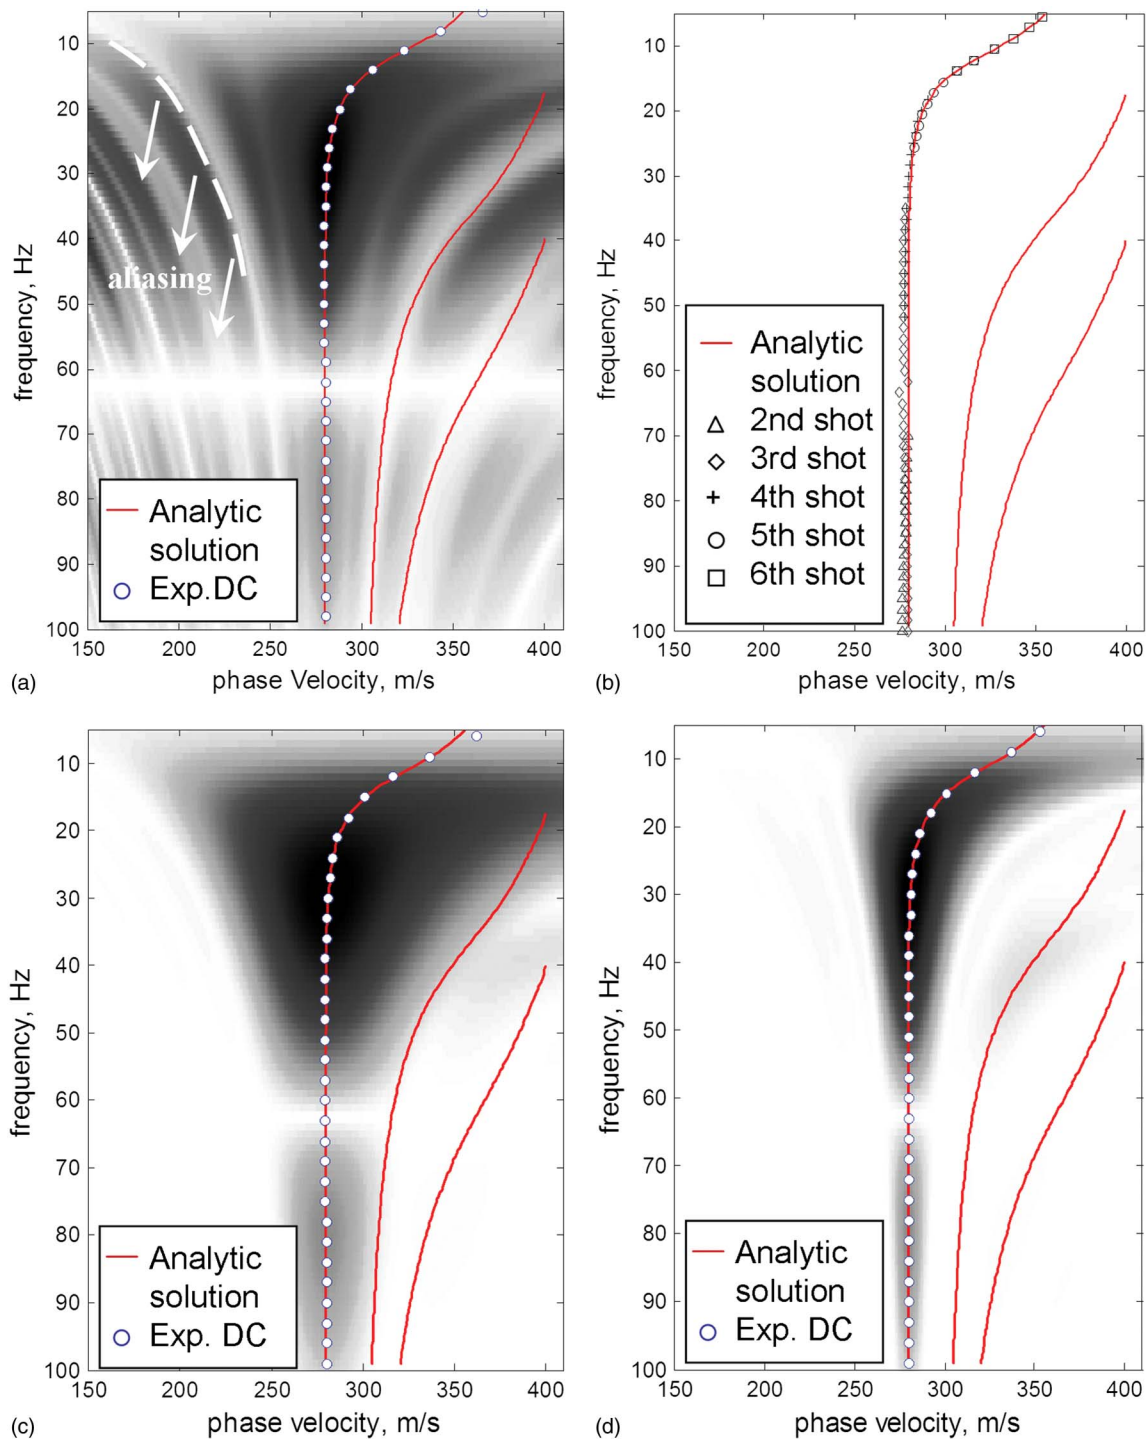 10
20
30
40
50
60
70
80
90
100
frequency, Hz
aliasing
Analytic
solution
Exp.DC
150 200 250 300 350 400
phase Velocity, m/s
(a)
10
20
30
40
50
60
70
80
90
100
frequency, Hz
Analytic
solution
2nd shot
3rd shot
4th shot
5th shot
6th shot
150 200 250 300 350 400
phase velocity, m/s
(b)
10
20
30
40
50
60
70
80
90
100
frequency, Hz
Analytic
solution
Exp. DC
150 200 250 300 350 400
phase velocity, m/s
(c)
10
20
30
40
50
60
70
80
90
100
frequency, Hz
Analytic
solution
Exp. DC
150 200 250 300 350 400
phase velocity, m/s
(d)